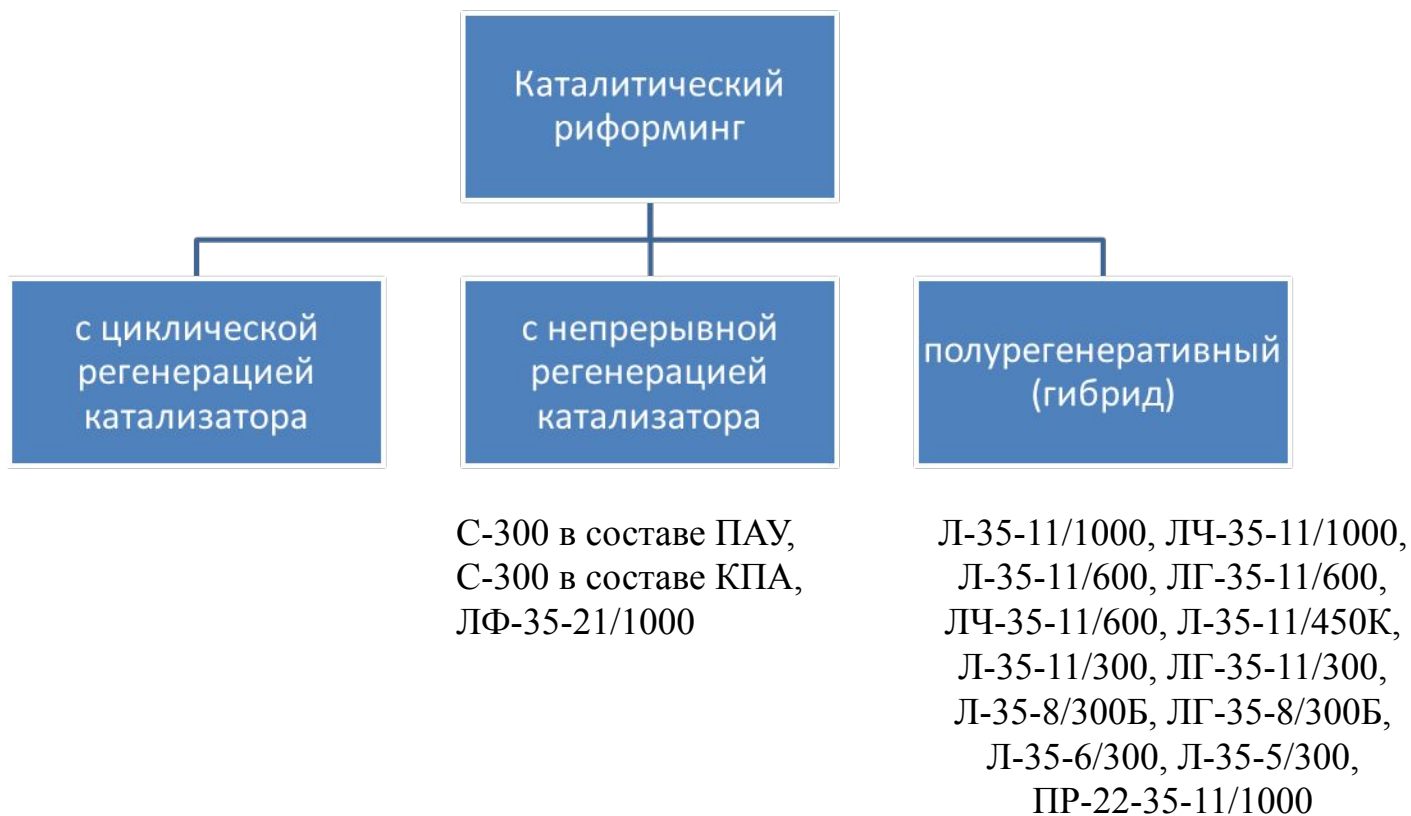 Каталитический
риформинг
с циклической
регенерацией
катализатора
с непрерывной
регенерацией
катализатора
полурегенеративный
(гибрид)
С-300 в составе ПАУ,
С-300 в составе КПА,
ЛФ-35-21/1000
Л-35-11/1000, ЛЧ-35-11/1000,
Л-35-11/600, ЛГ-35-11/600,
ЛЧ-35-11/600, Л-35-11/450К,
Л-35-11/300, ЛГ-35-11/300,
Л-35-8/300Б, ЛГ-35-8/300Б,
Л-35-6/300, Л-35-5/300,
ПР-22-35-11/1000